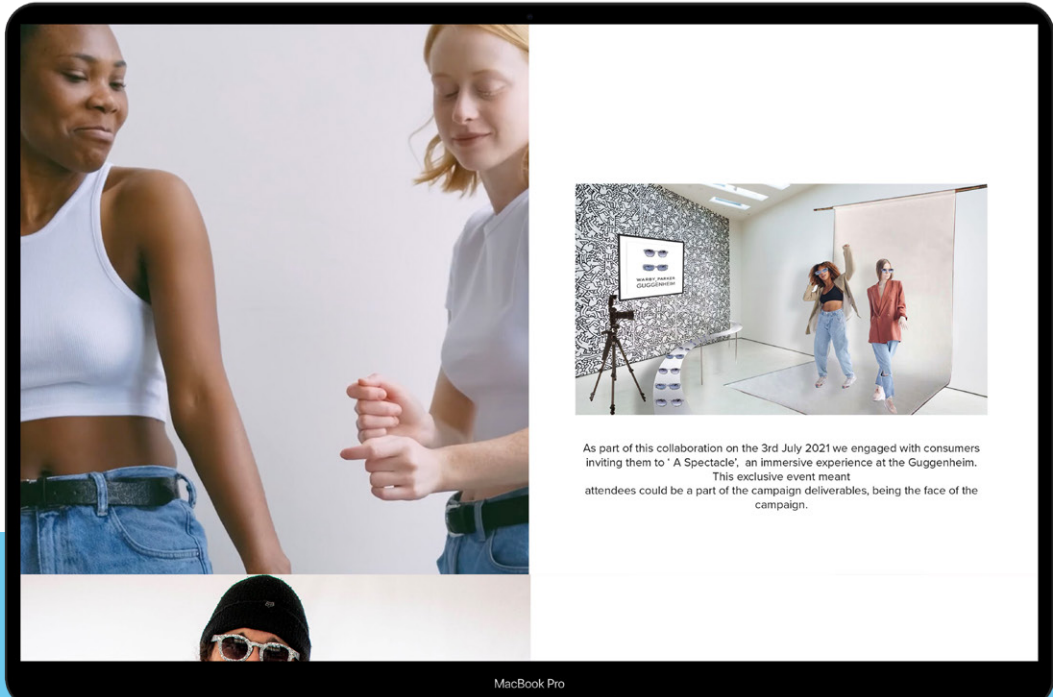 WARBY PARKER
GUGGENHEIM
As part of this collaboration on the 3rd July 2021 we engaged with consumers
inviting them to ‘ A Spectacle’,  an immersive experience at the Guggenheim.
This exclusive event meant
attendees could be a part of the campaign deliverables, being the face of the
campaign.
MacBook Pro